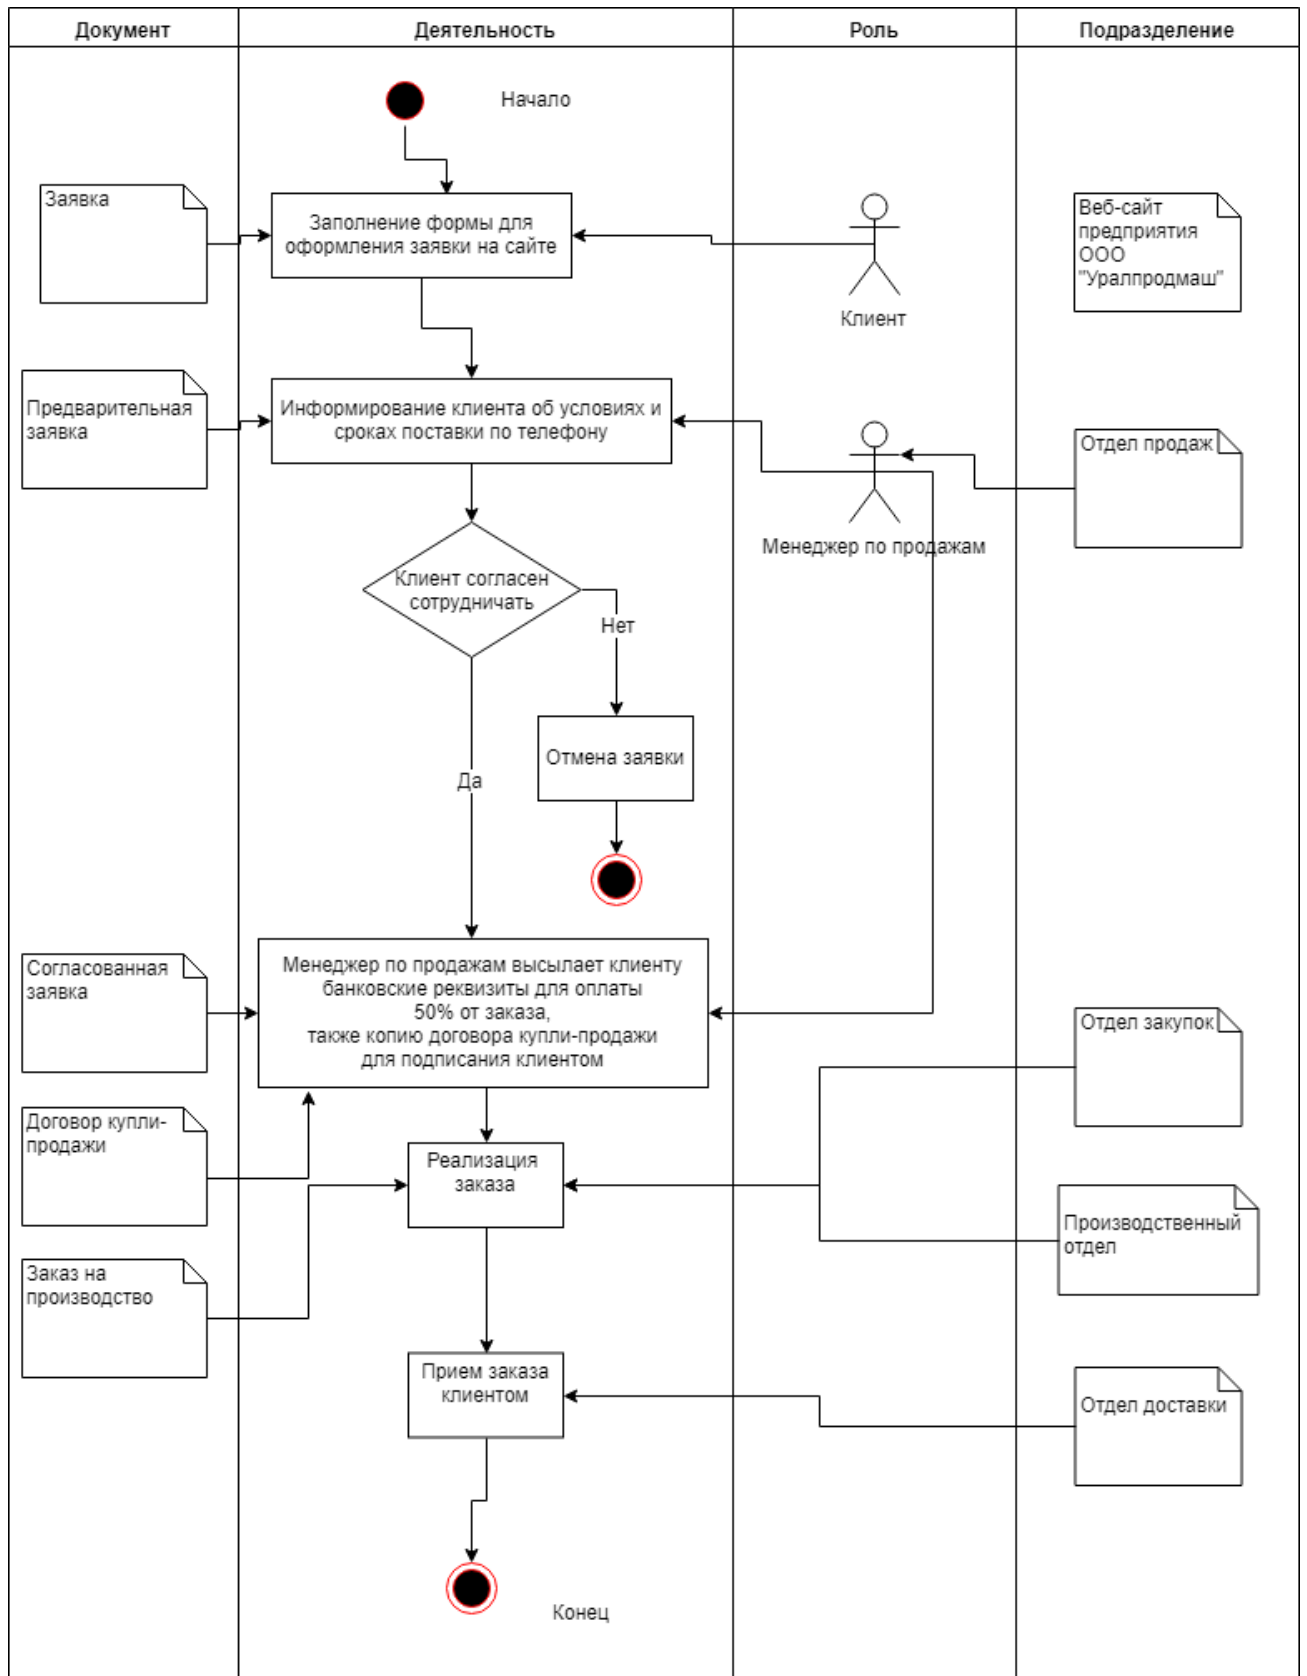 Документ
Деятельность
Роль
Подразделение
Начало
Заявка
Заполнение формы для
оформления заявки на сайте
Клиент
Веб-сайт
предприятия
ООО
"Уралпродмаш"
Предварительная
заявка
Информирование клиента об условиях и
сроках поставки по телефону
Менеджер по продажам
Отдел продаж
Клиент согласен
сотрудничать
Нет
Отмена заявки
Да
Согласованная
заявка
Менеджер по продажам высылает клиенту
банковские реквизиты для оплаты
50% от заказа,
также копию договора купли-продажи
для подписания клиентом
Отдел закупок
Договор купли-
продажи
Реализация
заказа
Производственный
отдел
Заказ на
производство
Прием заказа
клиентом
Отдел доставки
Конец